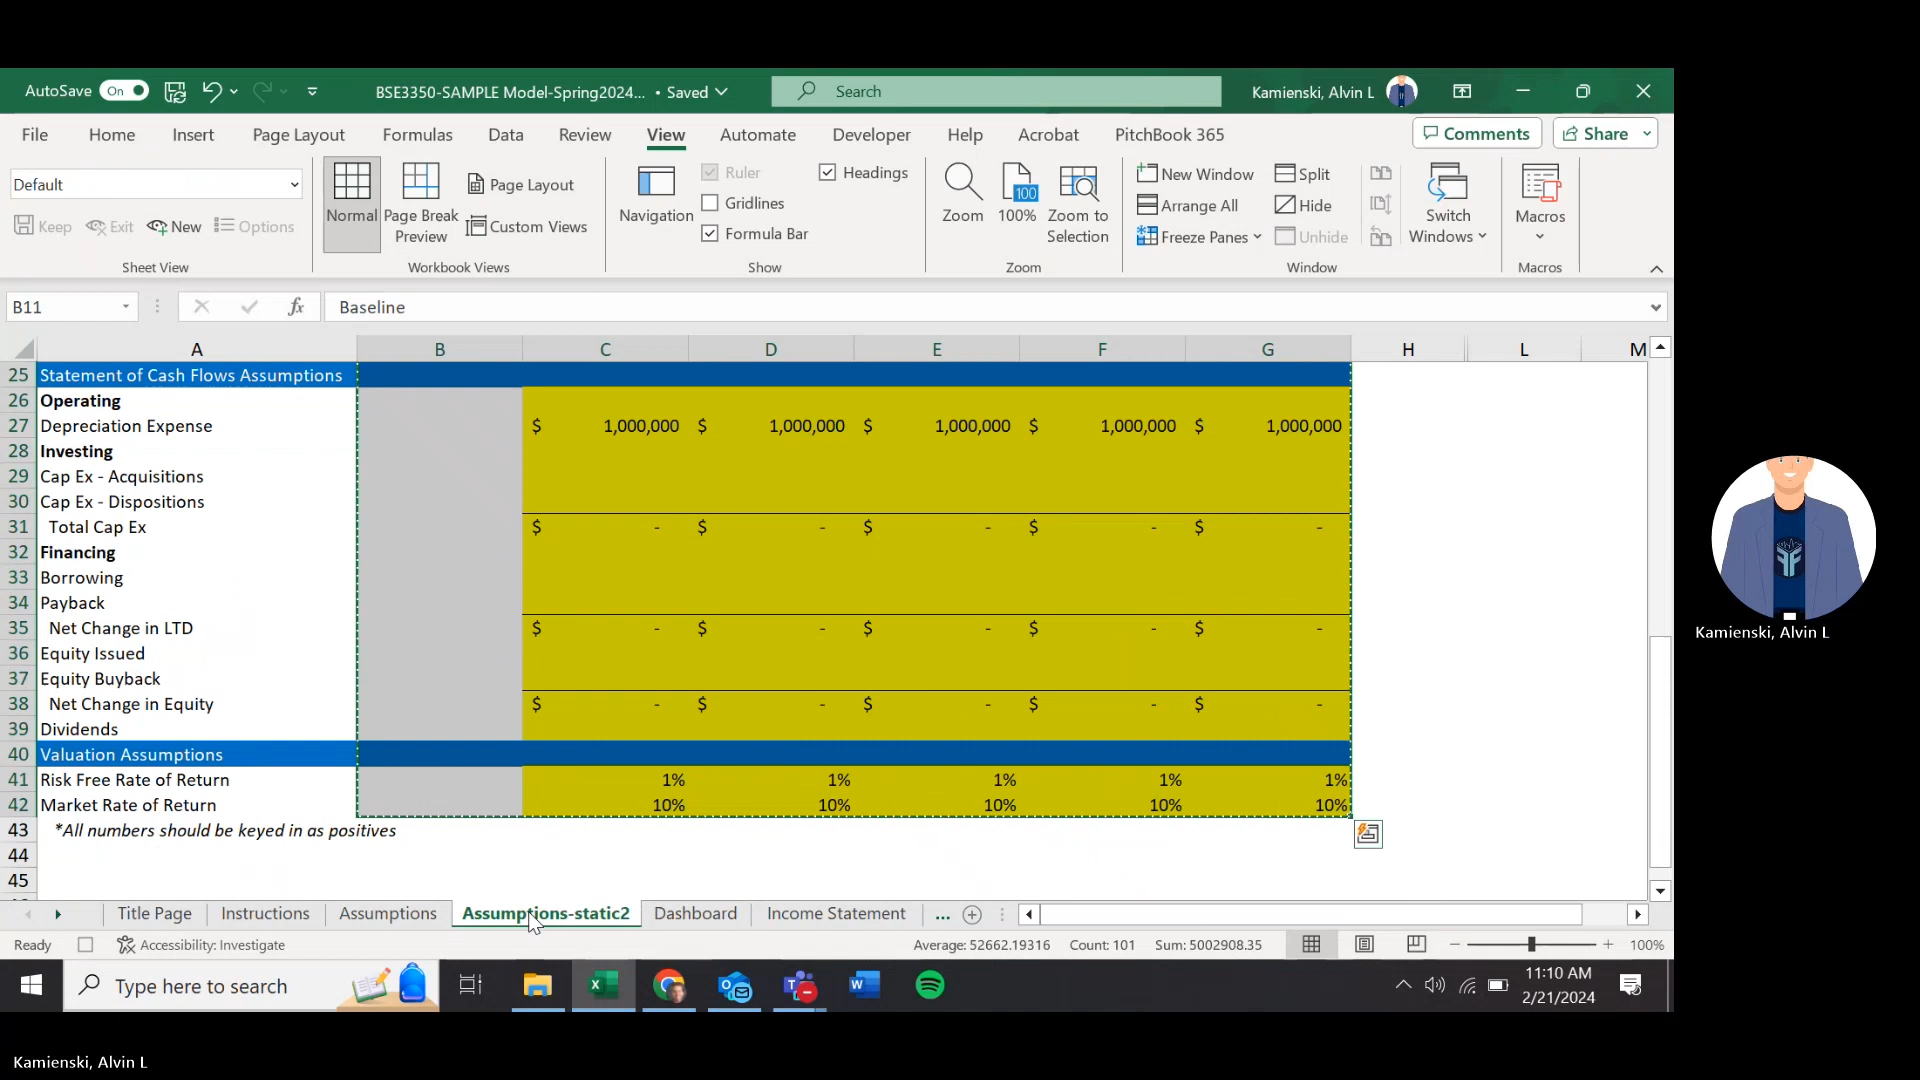 AutoSave On BSE3350-SAMPLE Model-Spring2024... • Saved Search Kamienski, Alvin L
File Home Insert Page Layout Formulas Data Review View Automate Developer Help Acrobat PitchBook 365 Comments Share
Default
Keep Exit New Options
Sheet View
Normal
Page Break Preview
Page Layout
Custom Views
Workbook Views
Navigation
Ruler
Gridlines
Formula Bar
Headings
Show
Zoom
100
100%
Zoom to Selection
Zoom
New Window
Arrange All
Freeze Panes
Split
Hide
Unhide
Switch Windows
Window
Macros
Macros
B11 fx Baseline
A B C D E F G H L M
25 Statement of Cash Flows Assumptions
26 Operating
27 Depreciation Expense $ 1,000,000 $ 1,000,000 $ 1,000,000 $ 1,000,000 $ 1,000,000
28 Investing
29 Cap Ex - Acquisitions
30 Cap Ex - Dispositions
31 Total Cap Ex $ - $ - $ - $ - $ -
32 Financing
33 Borrowing
34 Payback
35 Net Change in LTD $ - $ - $ - $ - $ -
36 Equity Issued
37 Equity Buyback
38 Net Change in Equity $ - $ - $ - $ - $ -
39 Dividends
40 Valuation Assumptions
41 Risk Free Rate of Return 1% 1% 1% 1% 1%
42 Market Rate of Return 10% 10% 10% 10% 10%
43 *All numbers should be keyed in as positives
44
45
Title Page Instructions Assumptions Assumptions-static2 Dashboard Income Statement ...
Ready Accessibility: Investigate Average: 52662.19316 Count: 101 Sum: 5002908.35 100%
Type here to search
11:10 AM
2/21/2024
Kamienski, Alvin L
Kamienski, Alvin L